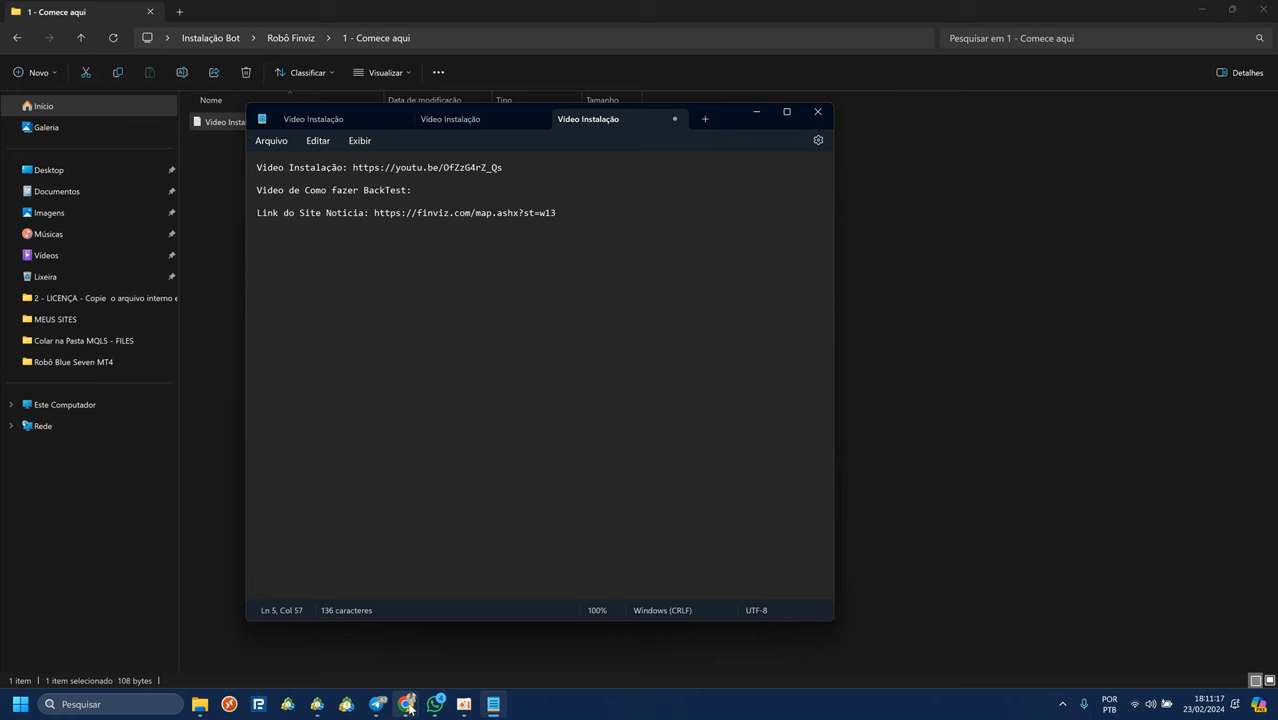 1 - Comece aqui
Instalação Bot
Robô Finviz
1 - Comece aqui
Pesquisar em 1 - Comece aqui
Novo
Classificar
Visualizar
Detalhes
Início
Galeria
Desktop
Documentos
Imagens
Músicas
Vídeos
Lixeira
2 - LICENÇA - Copie o arquivo interno e
MEUS SITES
Colar na Pasta MQL5 - FILES
Robô Blue Seven MT4
Este Computador
Rede
Nome
Data de modificação
Tipo
Tamanho
Video Insta
Video Instalação
Video Instalação
Video Instalação
Arquivo
Editar
Exibir
Video Instalação: https://youtu.be/OfZzG4rZ_Qs
Video de Como fazer BackTest:
Link do Site Noticia: https://finviz.com/map.ashx?st=w13
Ln 5, Col 57
136 caracteres
100%
Windows (CRLF)
UTF-8
1 item
1 item selecionado 108 bytes
Pesquisar
4
POR
PTB
18:11:17
23/02/2024